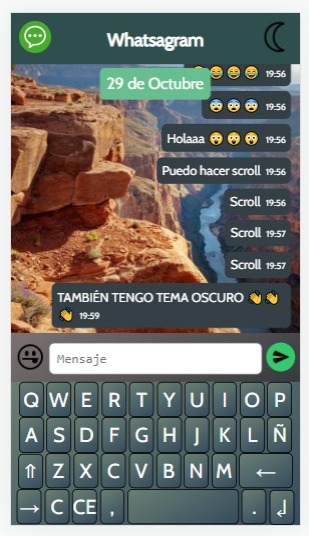 Whatsagram
😂 😂 😂 19:56
29 de Octubre
😨 😨 😨 19:56
Holaaa 😲 😲 😲 19:56
Puedo hacer scroll 19:56
Scroll 19:56
Scroll 19:57
Scroll 19:57
TAMBIÉN TENGO TEMA OSCURO 👏 👏
👏 19:59
Mensaje
Q W E R T Y U I O P
A S D F G H J K L Ñ
⇑ Z X C V B N M ←
→ C CE , . ↲